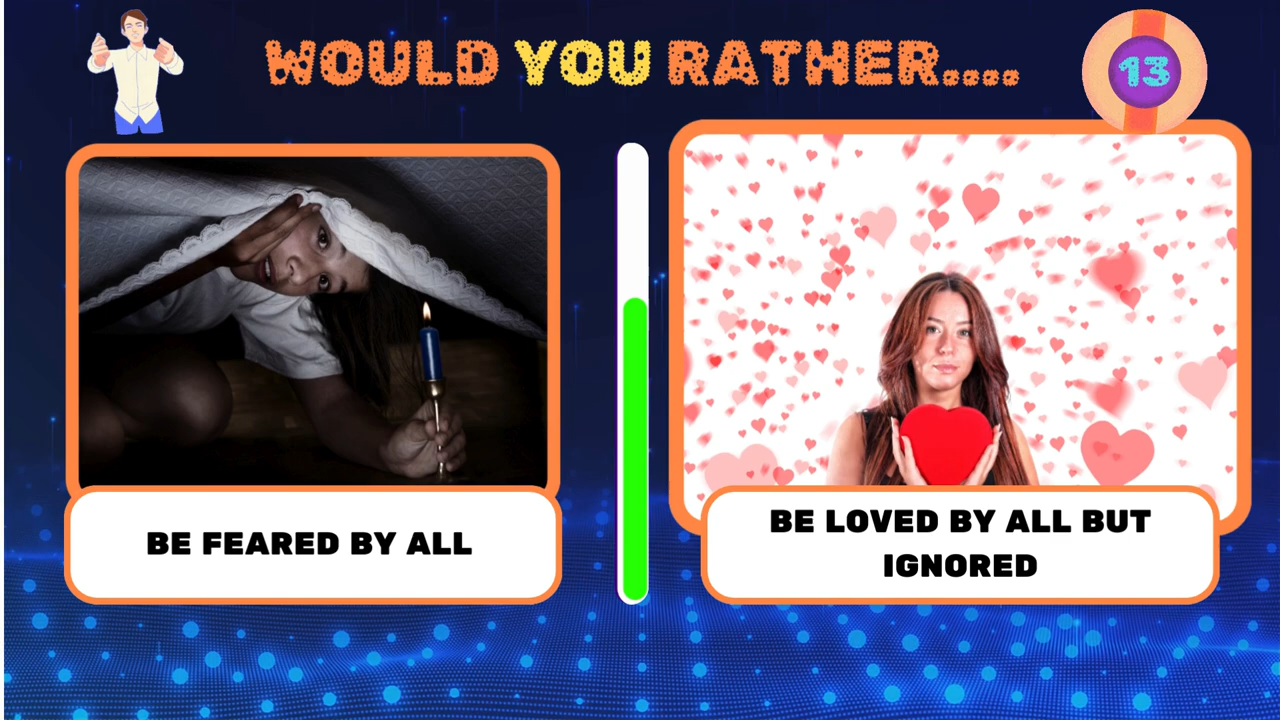 WOULD YOU RATHER....
13
BE FEARED BY ALL
BE LOVED BY ALL BUT
IGNORED